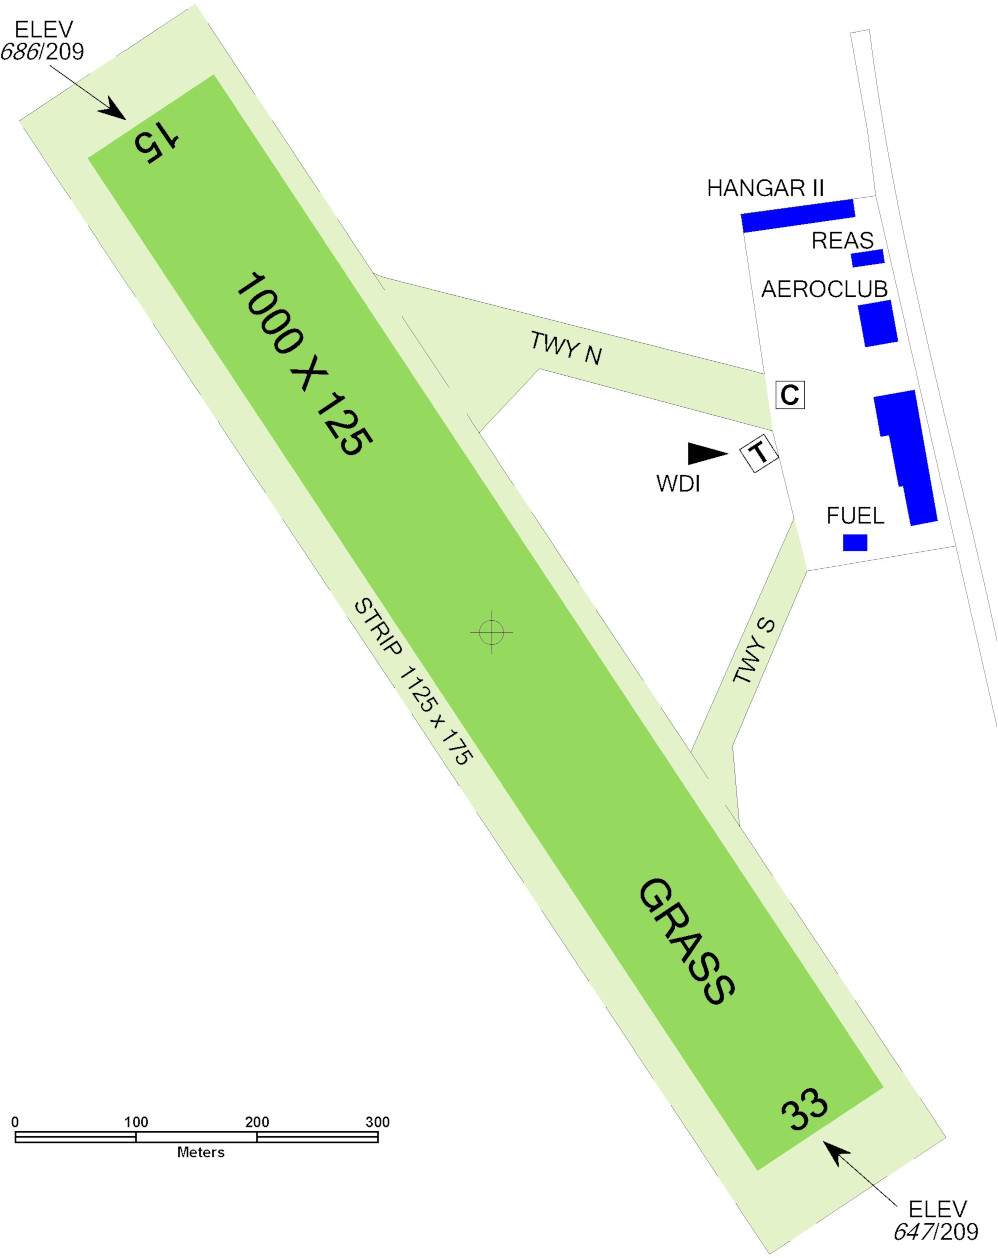 ELEV
686/209
15
HANGAR II
REAS
AEROCLUB
1000 X 125
TWY N
C
T
WDI
FUEL
STRIP 1125 x 175
TWY S
GRASS
33
0 100 200 300
Meters
ELEV
647/209